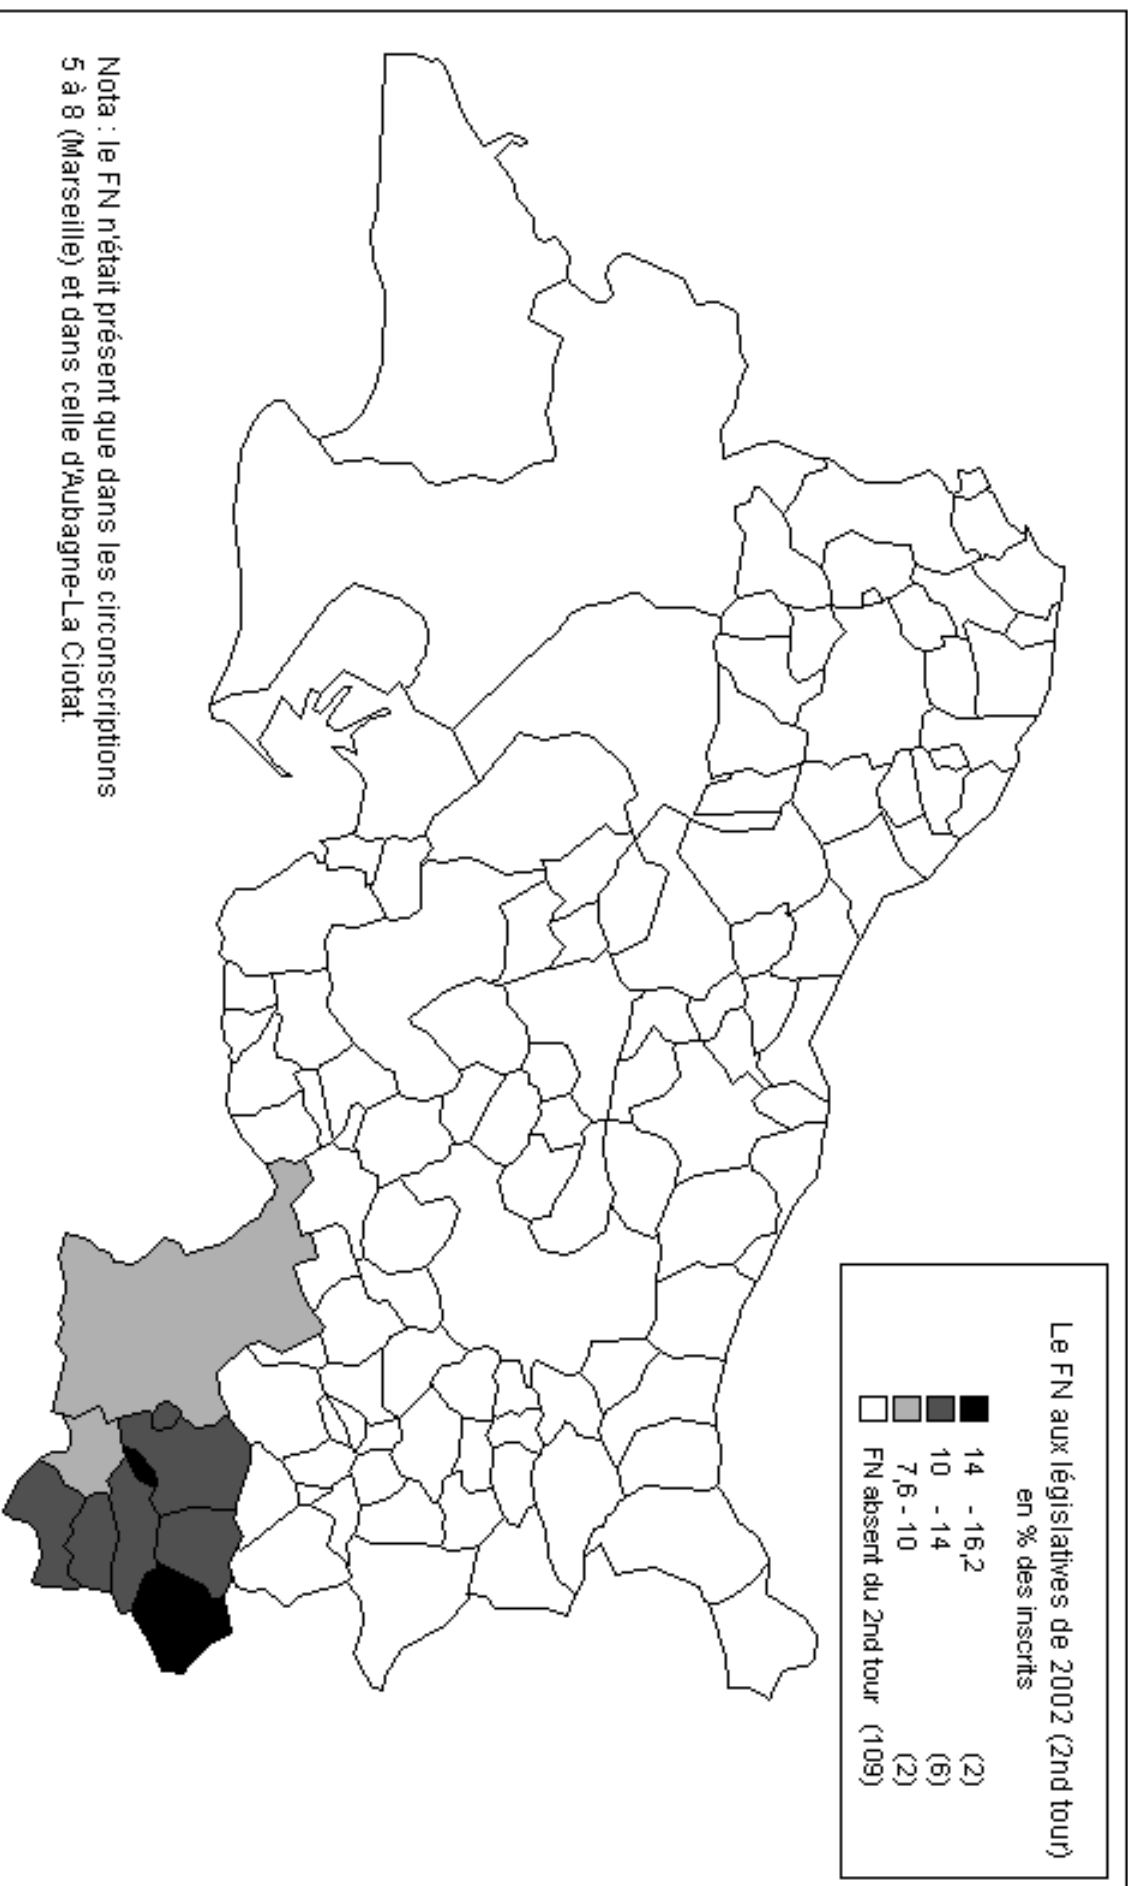 Le FN aux législatives de 2002 (2nd tour)
en % des inscrits
14 - 16,2 (2)
10 - 14 (6)
7,6 - 10 (2)
FN absent du 2nd tour (109)
Nota : le FN n'était présent que dans les circonscriptions
5 à 8 (Marseille) et dans celle d'Aubagne-La Ciotat.